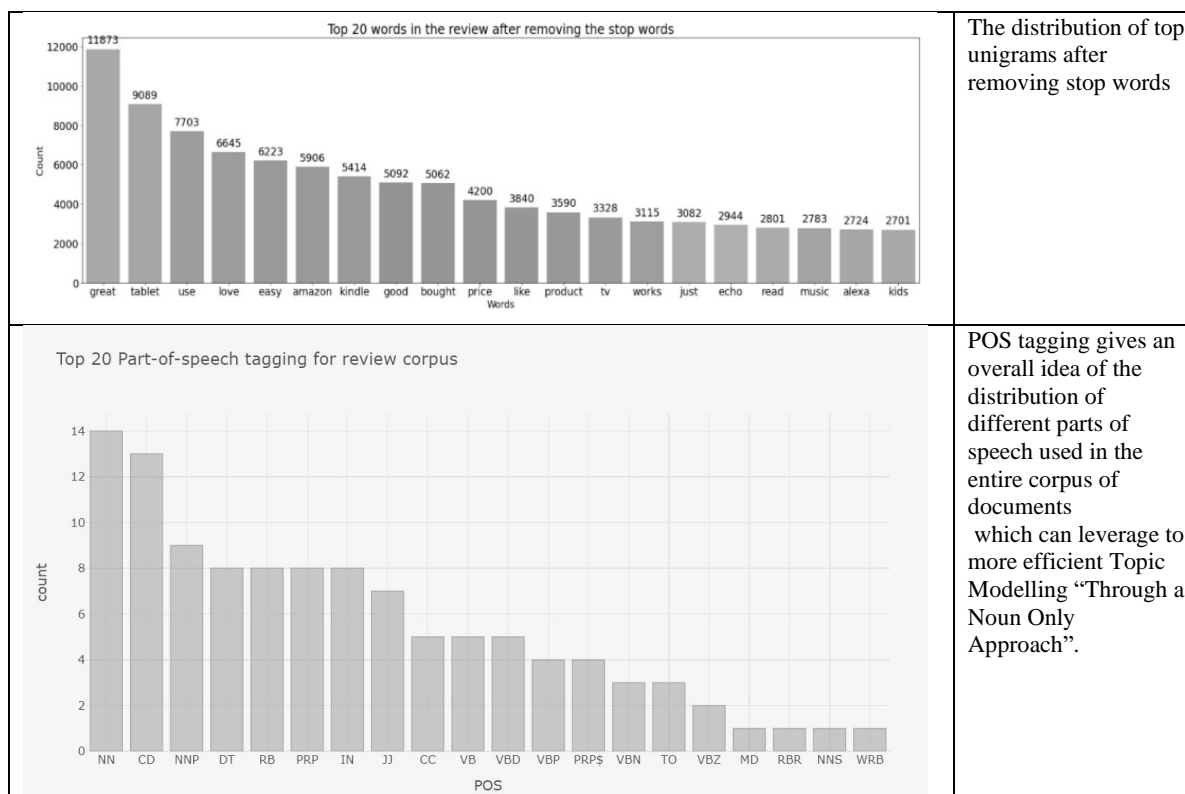 Top 20 words in the review after removing the stop words
12000
10000
8000
6000
4000
2000
0
Count
11873
9089
7703
6645
6223
5906
5414
5092
5062
4200
3840
3590
3328
3115
3082
2944
2801
2783
2724
2701
great tablet use love easy amazon kindle good bought price like product tv works just echo read music alexa kids
Words
The distribution of top
unigrams after
removing stop words
Top 20 Part-of-speech tagging for review corpus
14
12
10
8
6
4
2
0
count
NN CD NNP DT RB PRP IN JJ CC VB VBD VBP PRP$ VBN TO VBZ MD RBR NNS WRB
POS
POS tagging gives an
overall idea of the
distribution of
different parts of
speech used in the
entire corpus of
documents
which can leverage to
more efficient Topic
Modelling “Through a
Noun Only
Approach”.